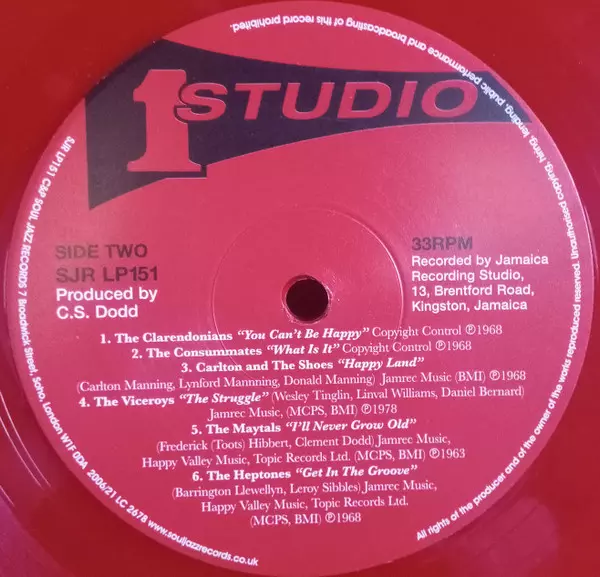 1 STUDIO
SIDE TWO
SJR LP151
Produced by
C.S. Dodd
33RPM
Recorded by Jamaica
Recording Studio,
13, Brentford Road,
Kingston, Jamaica
1. The Clarendonians "You Can't Be Happy" Copyight Control ℗1968
2. The Consummates "What Is It" Copyight Control ℗1968
3. Carlton and The Shoes "Happy Land"
(Carlton Manning, Lynford Mannning, Donald Manning) Jamrec Music (BMI) ℗1968
4. The Viceroys "The Struggle" (Wesley Tinglin, Linval Williams, Daniel Bernard)
Jamrec Music, (MCPS, BMI) ℗1978
5. The Maytals "I'll Never Grow Old"
(Frederick (Toots) Hibbert, Clement Dodd) Jamrec Music,
Happy Valley Music, Topic Records Ltd. (MCPS, BMI) ℗1963
6. The Heptones "Get In The Groove"
(Barrington Llewellyn, Leroy Sibbles) Jamrec Music,
Happy Valley Music, Topic Records Ltd.
(MCPS, BMI) ℗1968
SJR LP151 C&P SOUL JAZZ RECORDS 7 Broderick Street, Soho, London W1F 0DA 2006/21 LC 2678 www.souljazzrecords.co.uk
All rights of the producer and of the owner of the works reproduced reserved. Unauthorised copying, hiring, lending, public performance and broadcasting of this record prohibited.